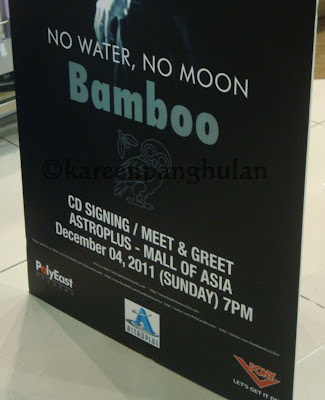 NO WATER, NO MOON
Bamboo
©kareenpanghulan
CD SIGNING / MEET & GREET
ASTROPLUS - MALL OF ASIA
December 04, 2011 (SUNDAY) 7PM
PolyEast
RECORDS
ASTROPLUS
LET'S GET IT